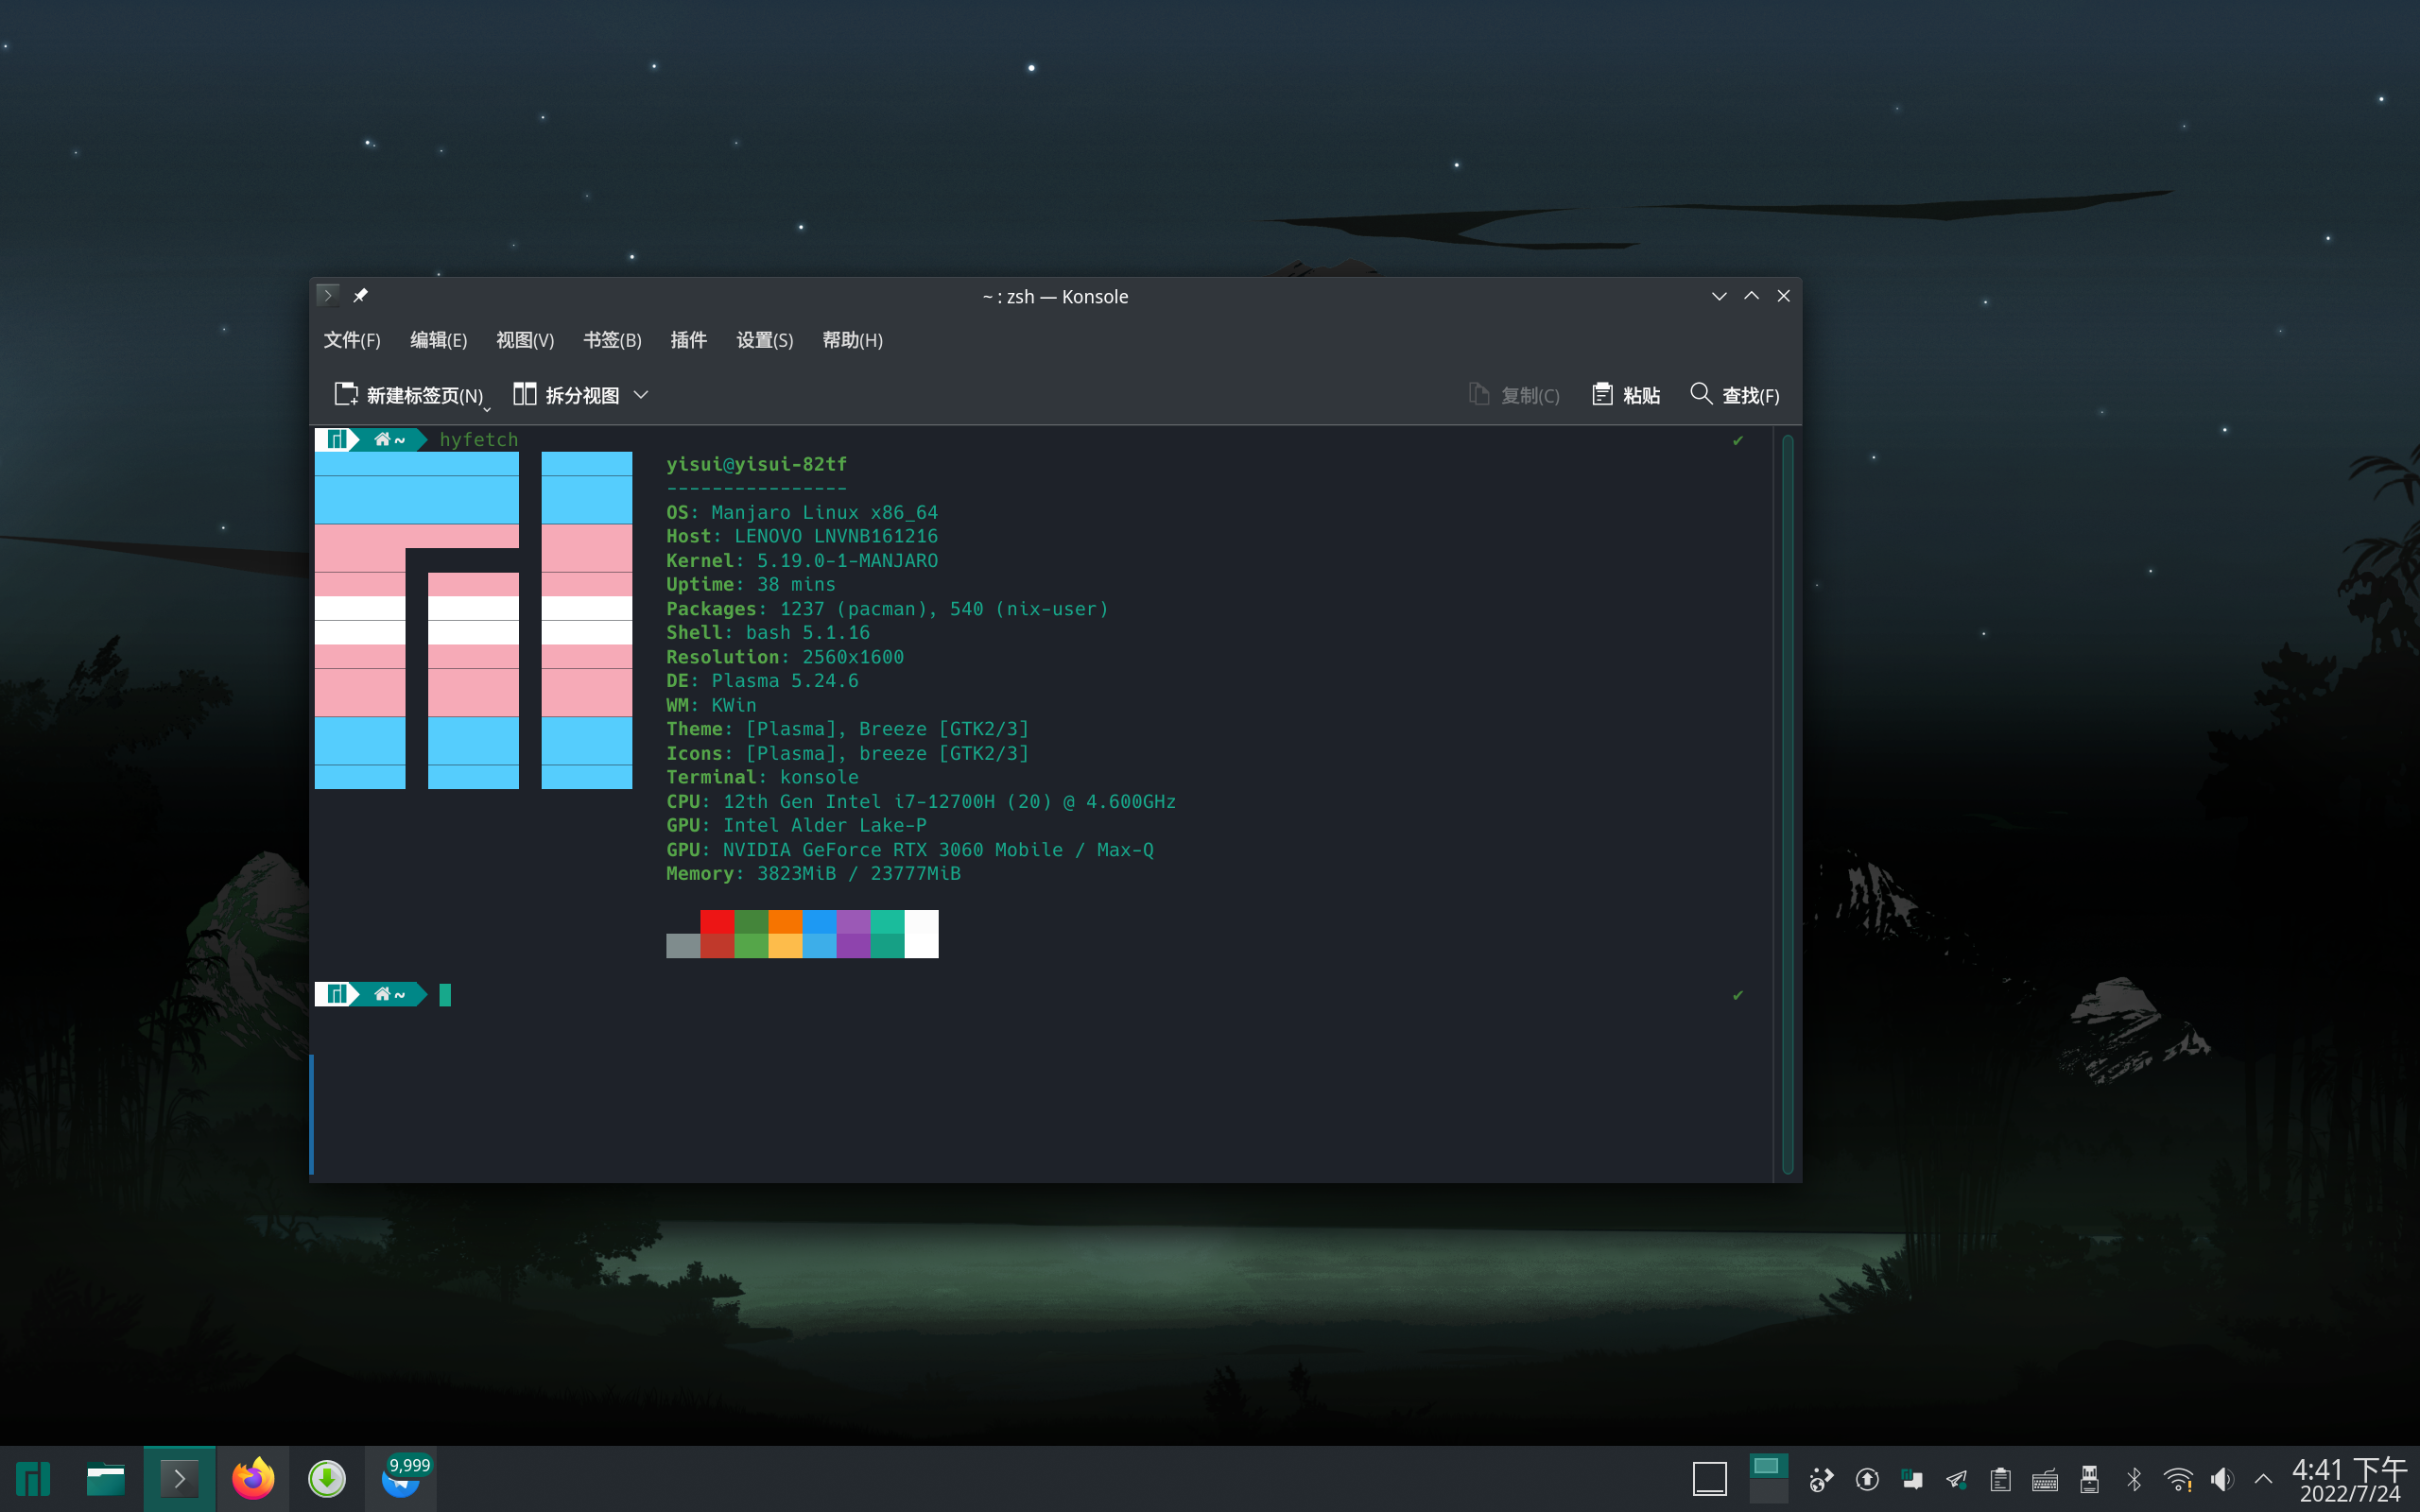 ~ : zsh — Konsole
文件(F) 编辑(E) 视图(V) 书签(B) 插件 设置(S) 帮助(H)
新建标签页(N) 拆分视图 复制(C) 粘贴 查找(F)
~ hyfetch ✔
yisui@yisui-82tf
----------------
OS: Manjaro Linux x86_64
Host: LENOVO LNVNB161216
Kernel: 5.19.0-1-MANJARO
Uptime: 38 mins
Packages: 1237 (pacman), 540 (nix-user)
Shell: bash 5.1.16
Resolution: 2560x1600
DE: Plasma 5.24.6
WM: KWin
Theme: [Plasma], Breeze [GTK2/3]
Icons: [Plasma], breeze [GTK2/3]
Terminal: konsole
CPU: 12th Gen Intel i7-12700H (20) @ 4.600GHz
GPU: Intel Alder Lake-P
GPU: NVIDIA GeForce RTX 3060 Mobile / Max-Q
Memory: 3823MiB / 23777MiB
~ ✔
9,999
4:41 下午
2022/7/24